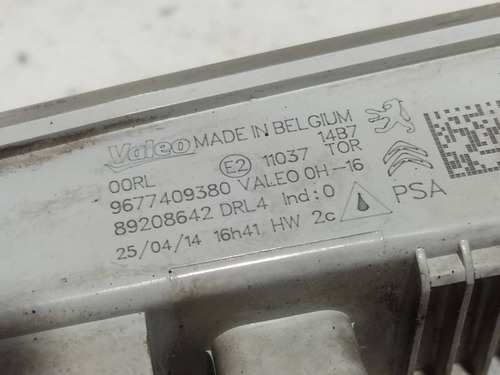 Valeo MADE IN BELGIUM
14B7
00RL E2 11037 TOR
9677409380 VALEO 0H-16
89208642 DRL4 Ind:0
25/04/14 16h41 HW 2c
PSA